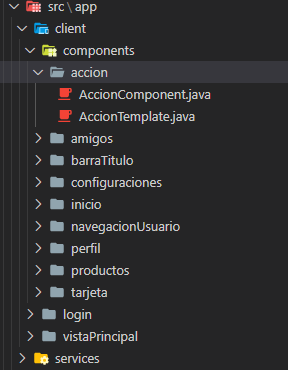 src\app
client
components
accion
AccionComponent.java
AccionTemplate.java
amigos
barraTitulo
configuraciones
inicio
navegacionUsuario
perfil
productos
tarjeta
login
vistaPrincipal
services